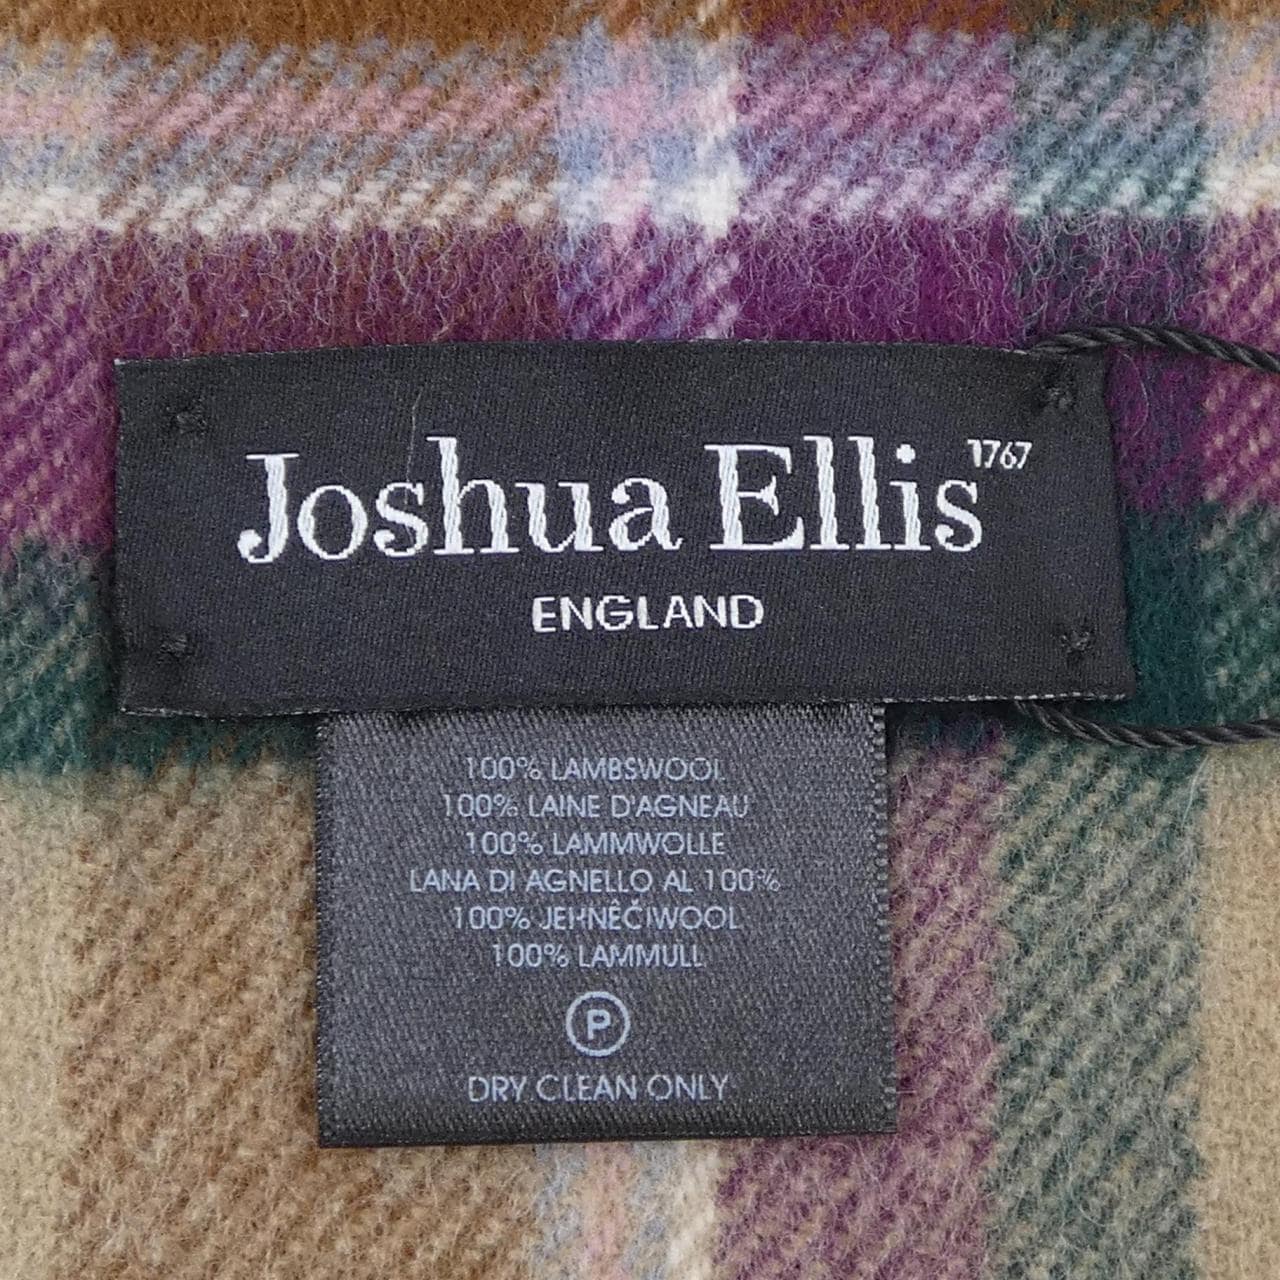 Joshua Ellis 1767
ENGLAND
100% LAMBSWOOL
100% LAINE D'AGNEAU
100% LAMMWOLLE
LANA DI AGNELLO AL 100%
100% JEHNÊČIWOOL
100% LAMMULL
P
DRY CLEAN ONLY